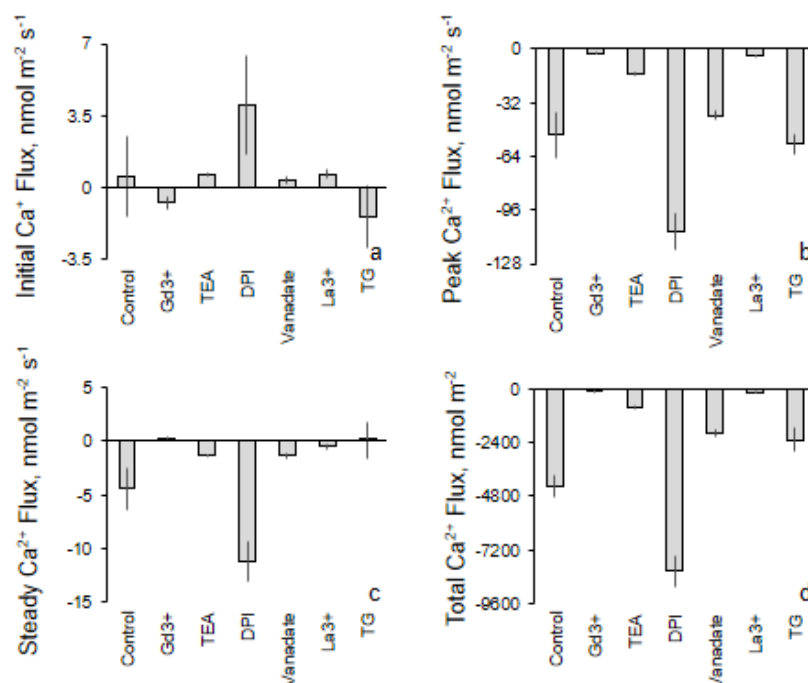 Initial Ca⁺ Flux, nmol m⁻² s⁻¹
7
3.5
0
-3.5
Control
Gd3+
TEA
DPI
Vanadate
La3+
TG
a
Peak Ca²⁺ Flux, nmol m⁻² s⁻¹
0
-32
-64
-96
-128
Control
Gd3+
TEA
DPI
Vanadate
La3+
TG
b
Steady Ca²⁺ Flux, nmol m⁻² s⁻¹
5
0
-5
-10
-15
Control
Gd3+
TEA
DPI
Vanadate
La3+
TG
c
Total Ca²⁺ Flux, nmol m⁻²
0
-2400
-4800
-7200
-9600
Control
Gd3+
TEA
DPI
Vanadate
La3+
TG
d